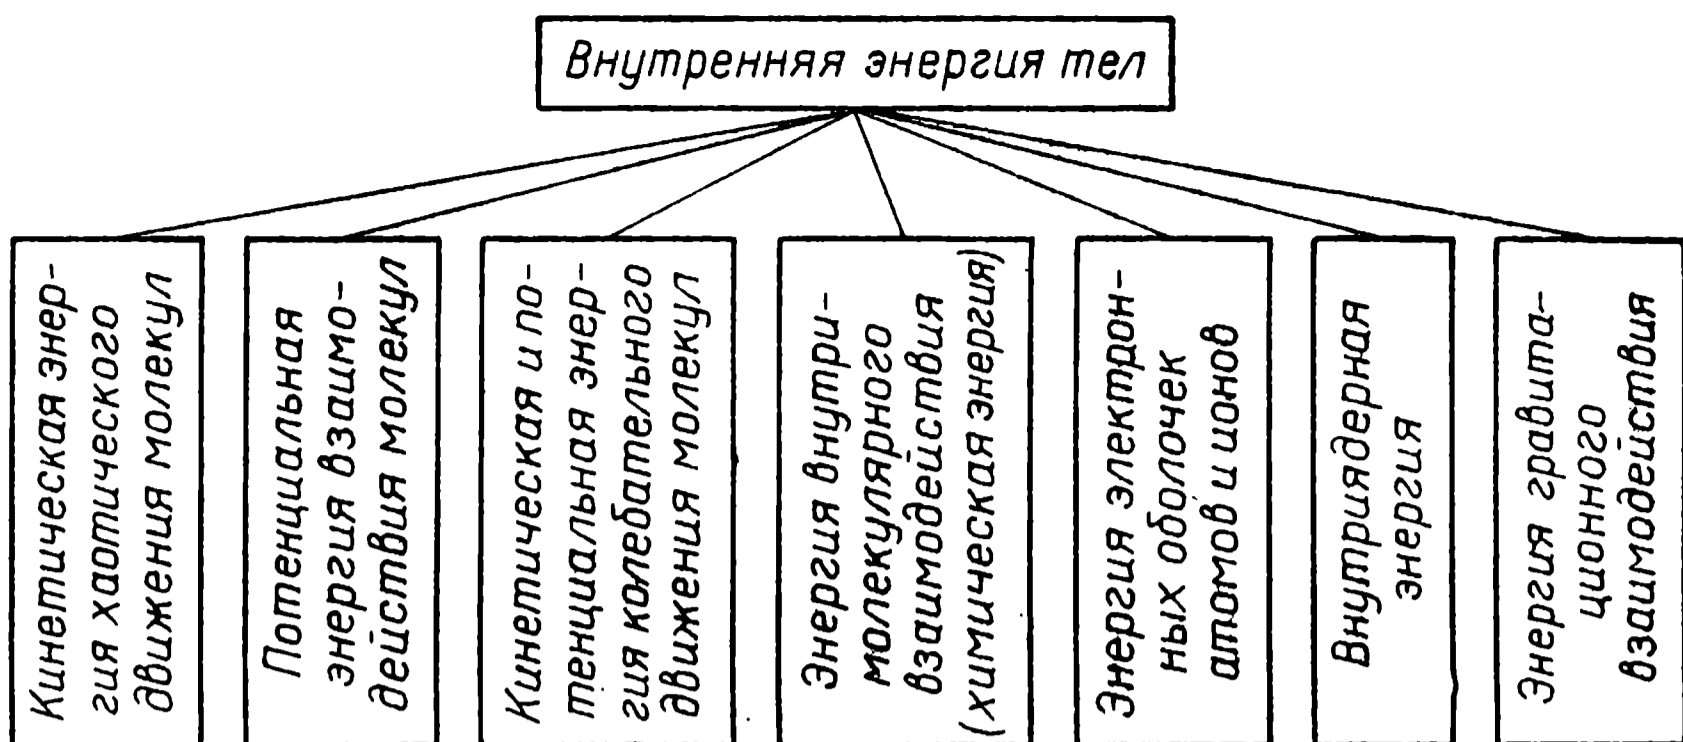 Внутренняя энергия тел
Кинетическая энер-
гия хаотического
движения молекул
Потенциальная
энергия взаимо-
действия молекул
Кинетическая и по-
тенциальная энер-
гия колебательного
движения молекул
Энергия внутри-
молекулярного
взаимодействия
(химическая энергия)
Энергия электрон-
ных оболочек
атомов и ионов
Внутриядерная
энергия
Энергия гравита-
ционного
взаимодействия